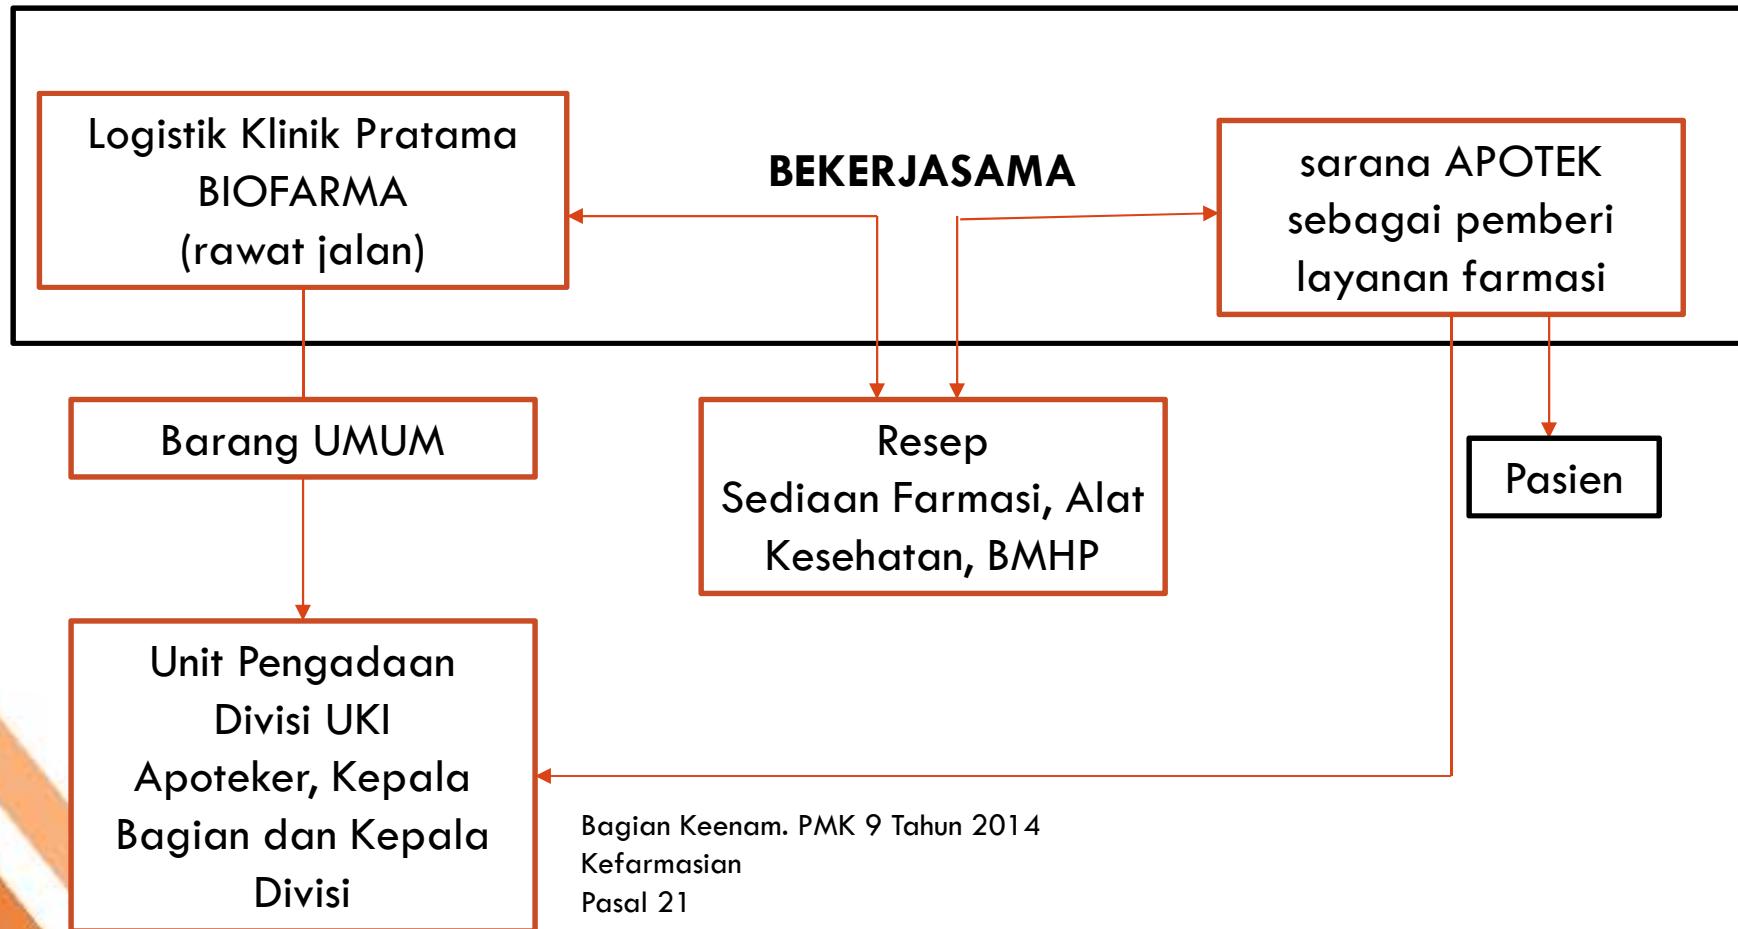 Logistik Klinik Pratama
BIOFARMA
(rawat jalan)
BEKERJASAMA
sarana APOTEK
sebagai pemberi
layanan farmasi
Barang UMUM
Resep
Sediaan Farmasi, Alat
Kesehatan, BMHP
Pasien
Unit Pengadaan
Divisi UKI
Apoteker, Kepala
Bagian dan Kepala
Divisi
Bagian Keenam. PMK 9 Tahun 2014
Kefarmasian
Pasal 21